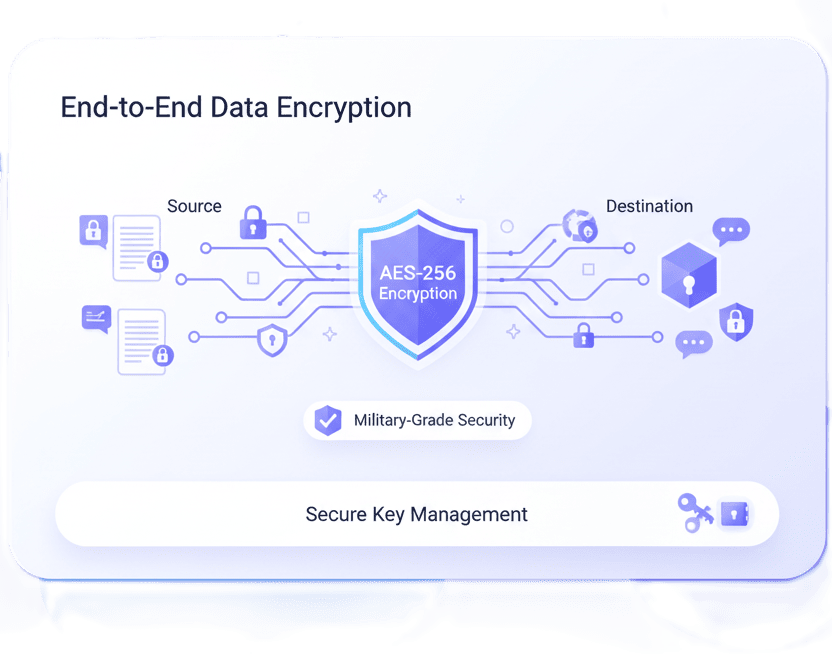 End-to-End Data Encryption
Source
Destination
AES-256
Encryption
Military-Grade Security
Secure Key Management